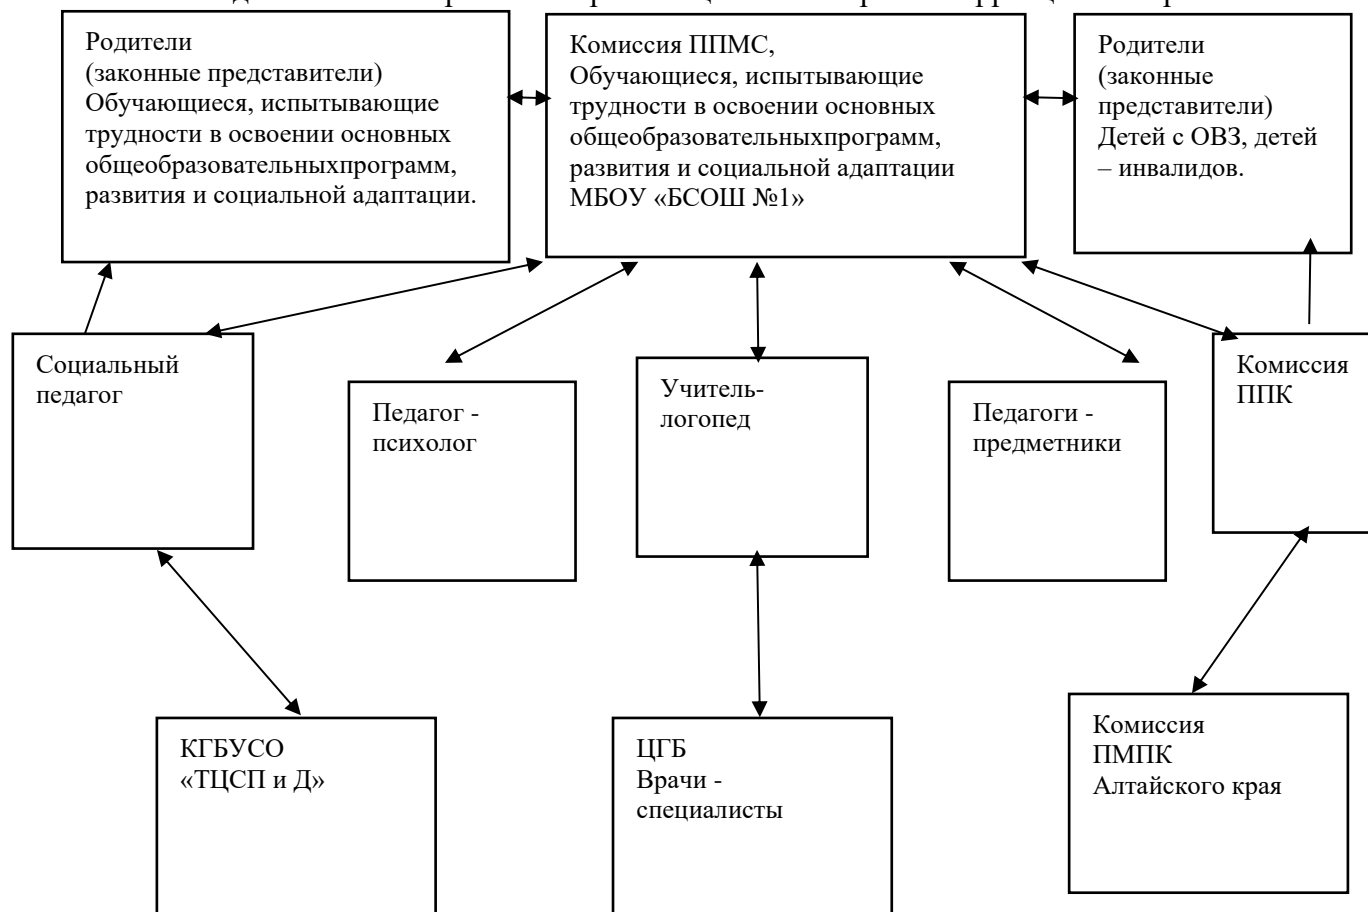 Родители
(законные представители)
Обучающиеся, испытывающие
трудности в освоении основных
общеобразовательныхпрограмм,
развития и социальной адаптации.
Комиссия ППМС,
Обучающиеся, испытывающие
трудности в освоении основных
общеобразовательныхпрограмм,
развития и социальной адаптации
МБОУ «БСОШ №1»
Родители
(законные
представители)
Детей с ОВЗ, детей
– инвалидов.
Социальный
педагог
Педагог -
психолог
Учитель-
логопед
Педагоги -
предметники
Комиссия
ППК
КГБУСО
«ТЦСП и Д»
ЦГБ
Врачи -
специалисты
Комиссия
ПМПК
Алтайского края